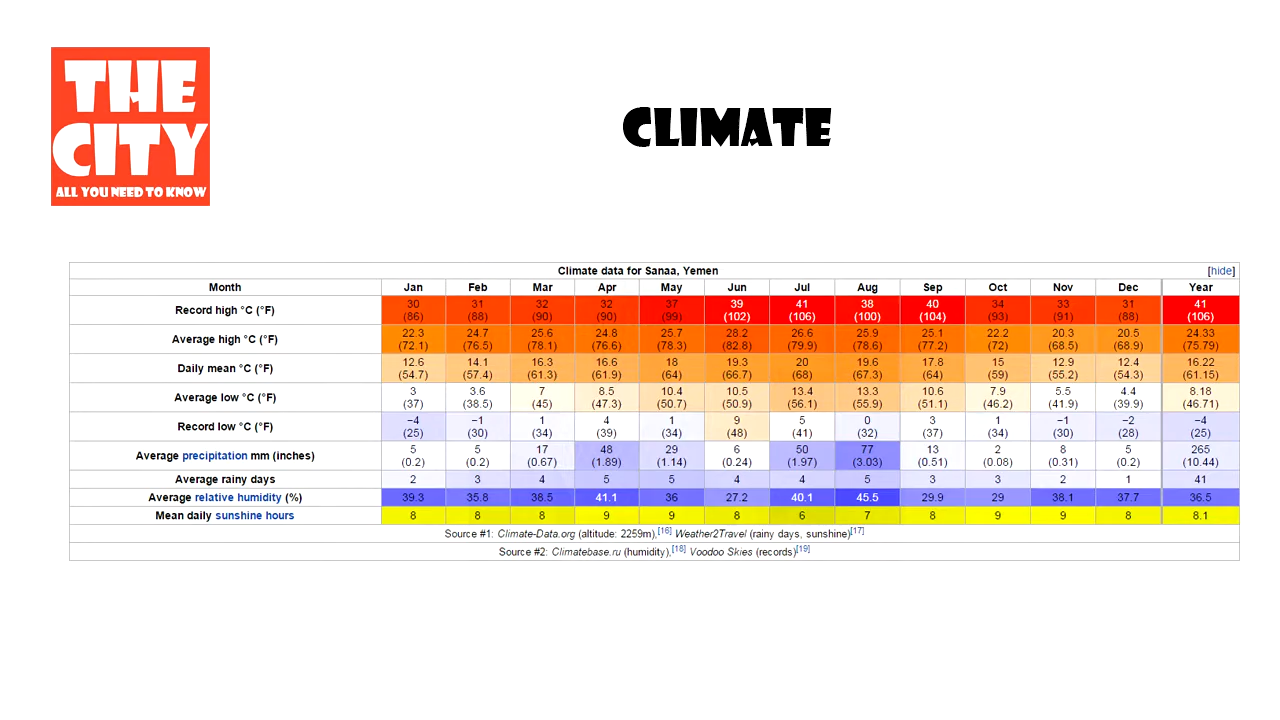 THE
CITY
ALL YOU NEED TO KNOW
CLIMATE
Climate data for Sanaa, Yemen [hide]
Month Jan Feb Mar Apr May Jun Jul Aug Sep Oct Nov Dec Year
Record high °C (°F) 30 (86) 31 (88) 32 (90) 32 (90) 37 (99) 39 (102) 41 (106) 38 (100) 40 (104) 34 (93) 33 (91) 31 (88) 41 (106)
Average high °C (°F) 22.3 (72.1) 24.7 (76.5) 25.6 (78.1) 24.8 (76.6) 25.7 (78.3) 28.2 (82.8) 26.6 (79.9) 25.9 (78.6) 25.1 (77.2) 22.2 (72) 20.3 (68.5) 20.5 (68.9) 24.33 (75.79)
Daily mean °C (°F) 12.6 (54.7) 14.1 (57.4) 16.3 (61.3) 16.6 (61.9) 18 (64) 19.3 (66.7) 20 (68) 19.6 (67.3) 17.8 (64) 15 (59) 12.9 (55.2) 12.4 (54.3) 16.22 (61.15)
Average low °C (°F) 3 (37) 3.6 (38.5) 7 (45) 8.5 (47.3) 10.4 (50.7) 10.5 (50.9) 13.4 (56.1) 13.3 (55.9) 10.6 (51.1) 7.9 (46.2) 5.5 (41.9) 4.4 (39.9) 8.18 (46.71)
Record low °C (°F) −4 (25) −1 (30) 1 (34) 4 (39) 1 (34) 9 (48) 5 (41) 0 (32) 3 (37) 1 (34) −1 (30) −2 (28) −4 (25)
Average precipitation mm (inches) 5 (0.2) 5 (0.2) 17 (0.67) 48 (1.89) 29 (1.14) 6 (0.24) 50 (1.97) 77 (3.03) 13 (0.51) 2 (0.08) 8 (0.31) 5 (0.2) 265 (10.44)
Average rainy days 2 3 4 5 5 4 4 5 3 3 2 1 41
Average relative humidity (%) 39.3 35.8 38.5 41.1 36 27.2 40.1 45.5 29.9 29 38.1 37.7 36.5
Mean daily sunshine hours 8 8 8 9 9 8 6 7 8 9 9 8 8.1
Source #1: Climate-Data.org (altitude: 2259m),[16] Weather2Travel (rainy days, sunshine)[17]
Source #2: Climatebase.ru (humidity),[18] Voodoo Skies (records)[19]